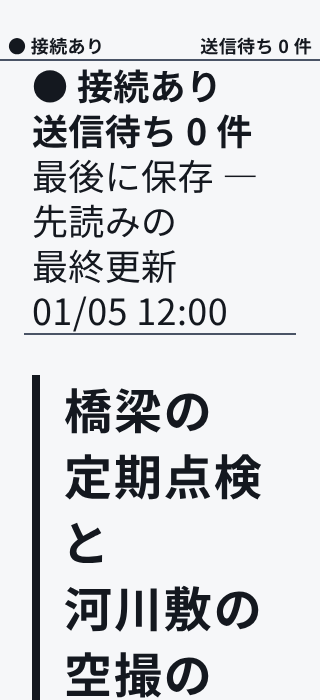 ● 接続あり 送信待ち 0 件
● 接続あり
送信待ち 0 件
最後に保存 —
先読みの
最終更新
01/05 12:00
橋梁の
定期点検
と
河川敷の
空撮の